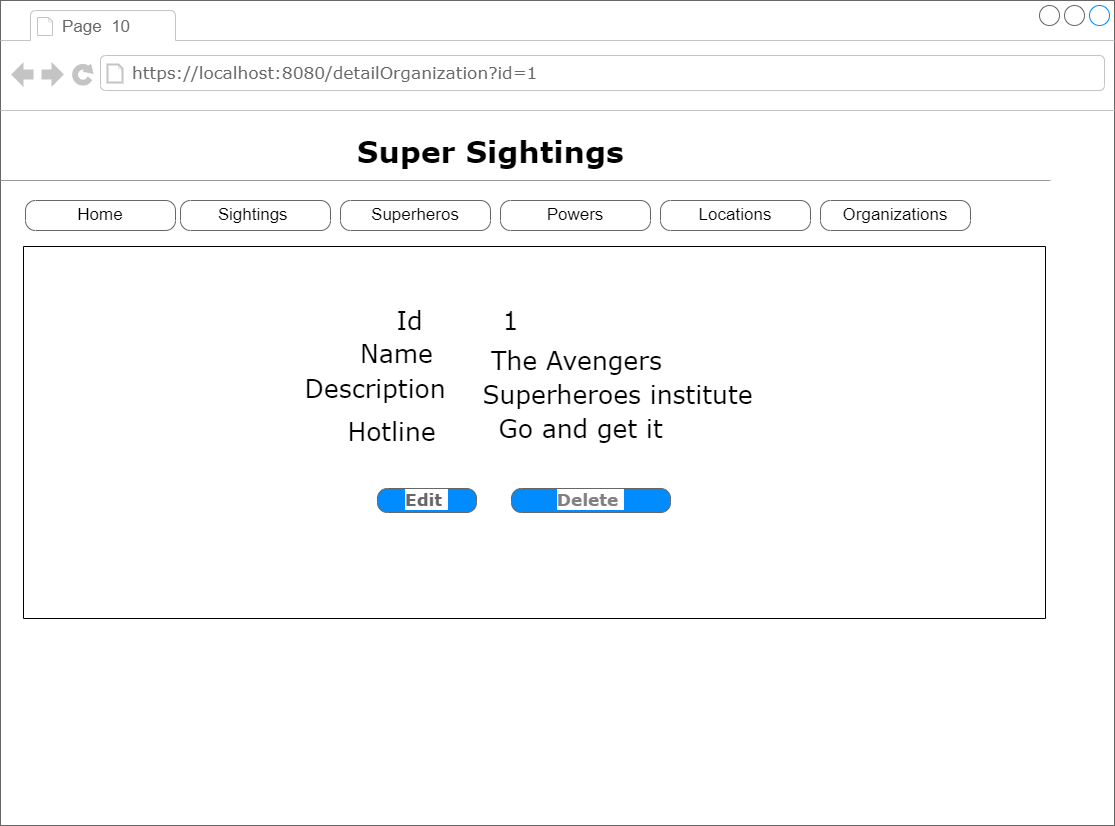 Page 10
https://localhost:8080/detailOrganization?id=1
Super Sightings
Home Sightings Superheros Powers Locations Organizations
Id 1
Name The Avengers
Description Superheroes institute
Hotline Go and get it
Edit Delete